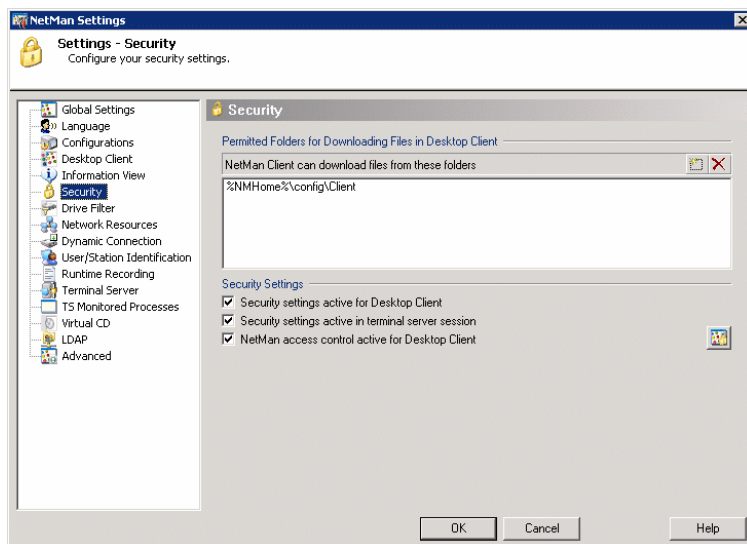 NetMan Settings
Settings - Security
Configure your security settings.
Global Settings
Language
Configurations
Desktop Client
Information View
Security
Drive Filter
Network Resources
Dynamic Connection
User/Station Identification
Runtime Recording
Terminal Server
TS Monitored Processes
Virtual CD
LDAP
Advanced
Security
Permitted Folders for Downloading Files in Desktop Client
NetMan Client can download files from these folders
%NMHome%\config\Client
Security Settings
Security settings active for Desktop Client
Security settings active in terminal server session
NetMan access control active for Desktop Client
OK
Cancel
Help